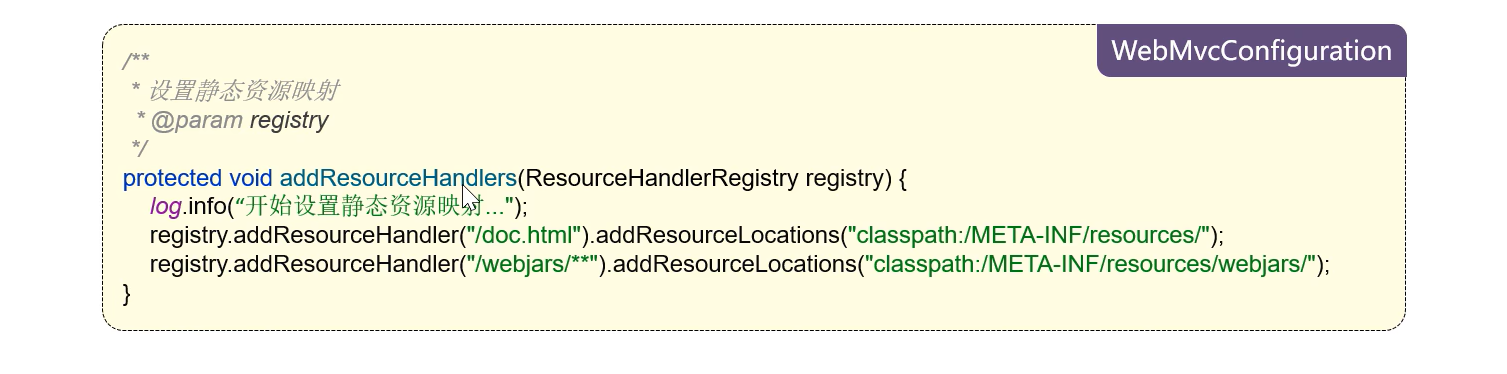 WebMvcConfiguration
/**
* 设置静态资源映射
* @param registry
*/
protected void addResourceHandlers(ResourceHandlerRegistry registry) {
log.info(“开始设置静态资源映射...");
registry.addResourceHandler("/doc.html").addResourceLocations("classpath:/META-INF/resources/");
registry.addResourceHandler("/webjars/**").addResourceLocations("classpath:/META-INF/resources/webjars/");
}